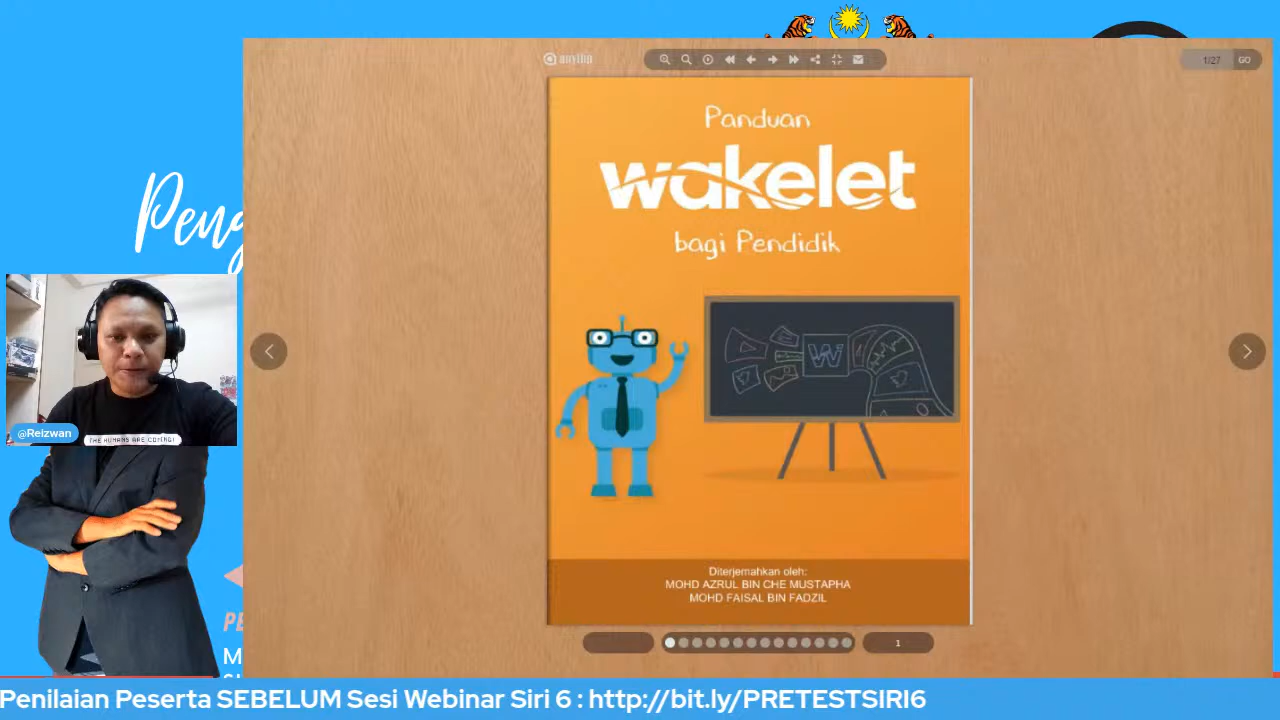 anyflip
1/27
GO
Panduan
wakelet
bagi Pendidik
W
Peng
@Reizwan
THE HUMANS ARE COMING!
Diterjemahkan oleh:
MOHD AZRUL BIN CHE MUSTAPHA
MOHD FAISAL BIN FADZIL
PE
M
1
Penilaian Peserta SEBELUM Sesi Webinar Siri 6 : http://bit.ly/PRETESTSIRI6